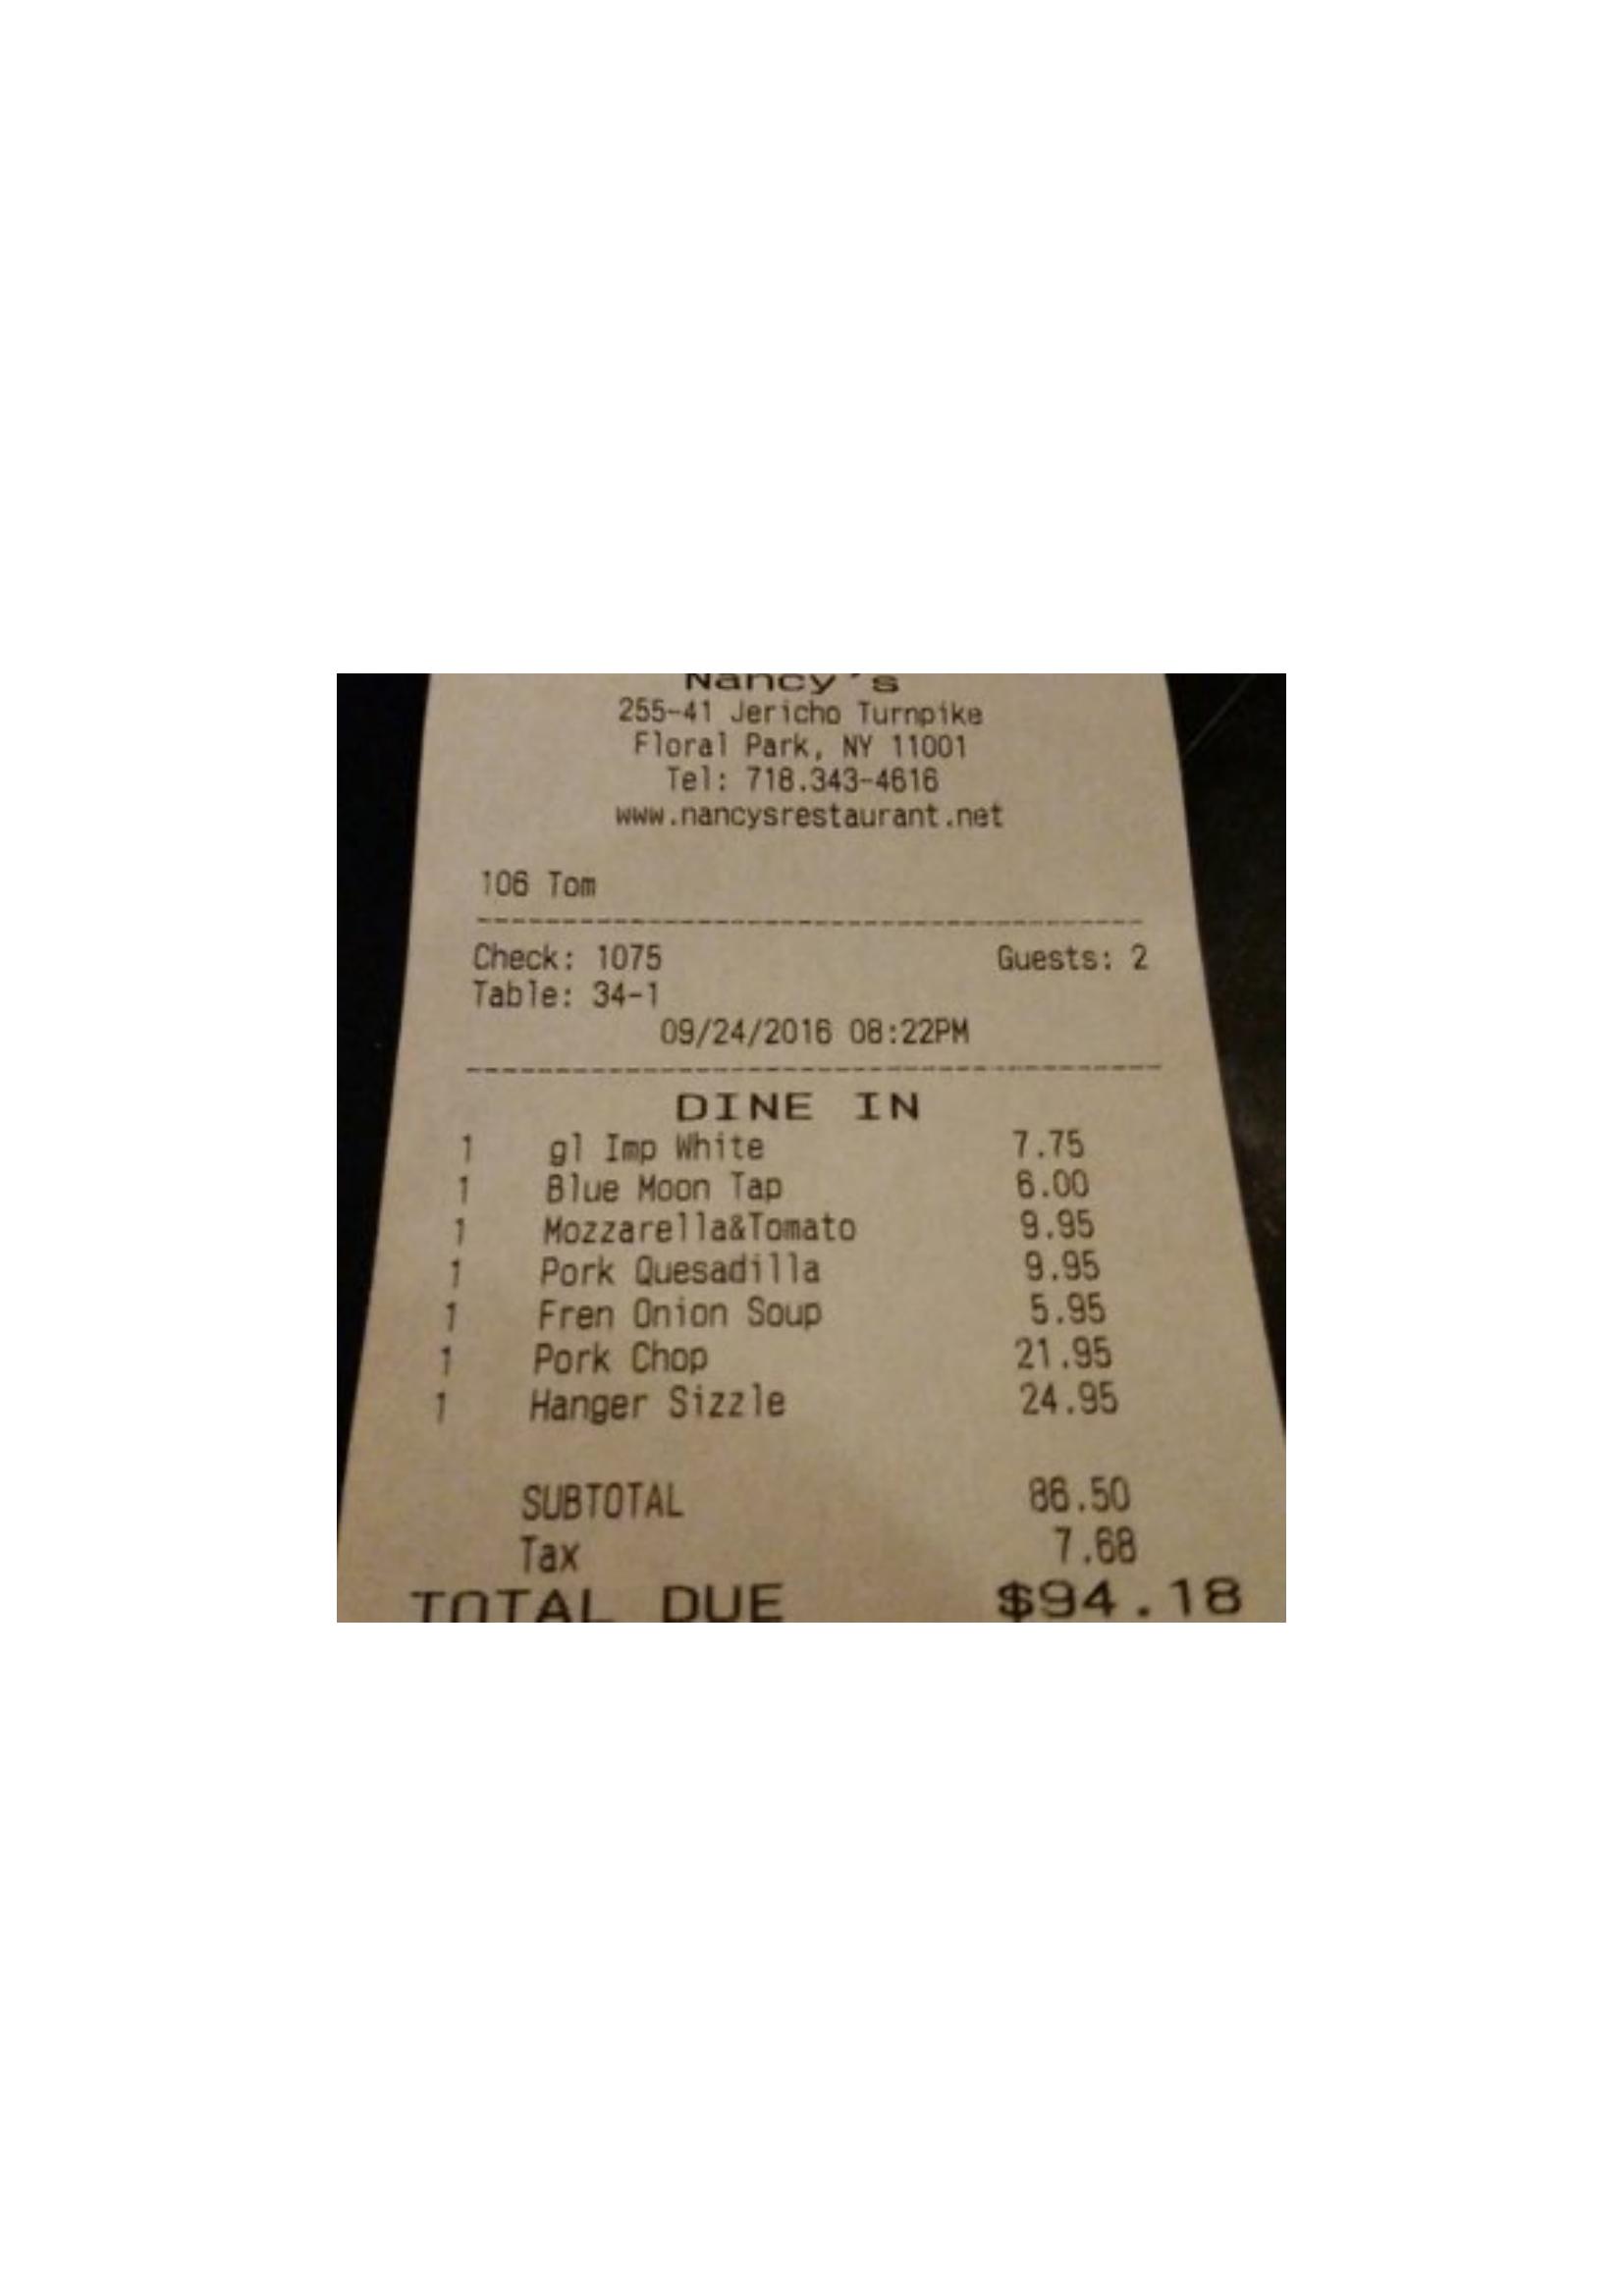 Nancy's
255-41 Jericho Turnpike
Floral Park, NY 11001
Tel: 718.343-4616
www.nancysrestaurant.net
106 Tom
Check: 1075 Guests: 2
Table: 34-1
09/24/2016 08:22PM
DINE IN
1 gl Imp White 7.75
1 Blue Moon Tap 6.00
1 Mozzarella&Tomato 9.95
1 Pork Quesadilla 9.95
1 Fren Onion Soup 5.95
1 Pork Chop 21.95
1 Hanger Sizzle 24.95
SUBTOTAL 86.50
Tax 7.68
TOTAL DUE $94.18